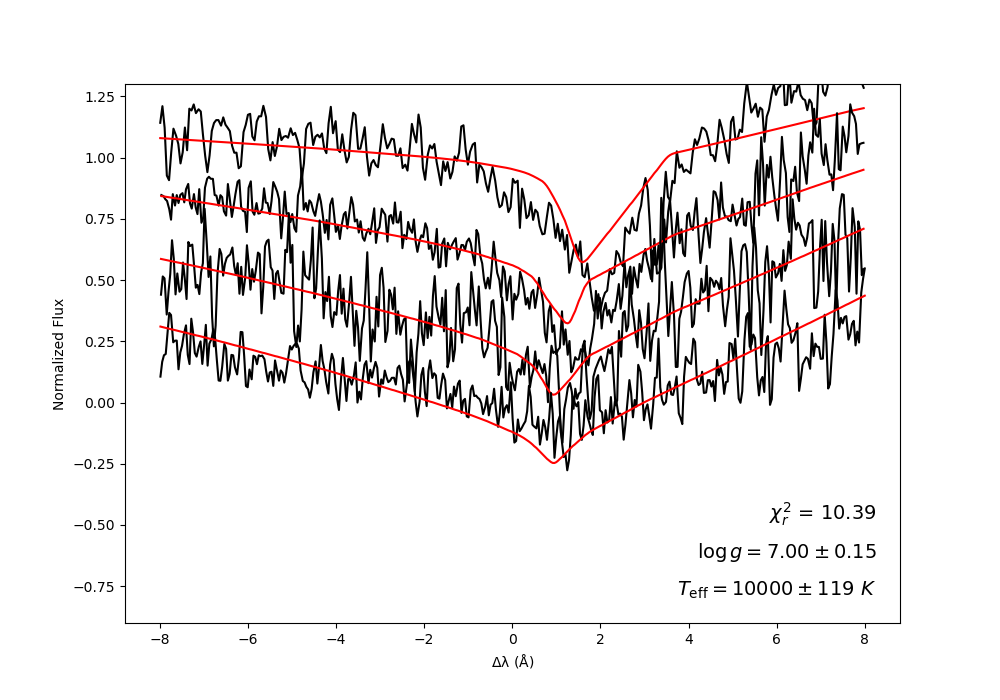 1.25
1.00
0.75
0.50
0.25
0.00
−0.25
−0.50
−0.75
Normalized Flux
χ²ᵣ = 10.39
log g = 7.00 ± 0.15
T_eff = 10000 ± 119 K
−8 −6 −4 −2 0 2 4 6 8
Δλ (Å)